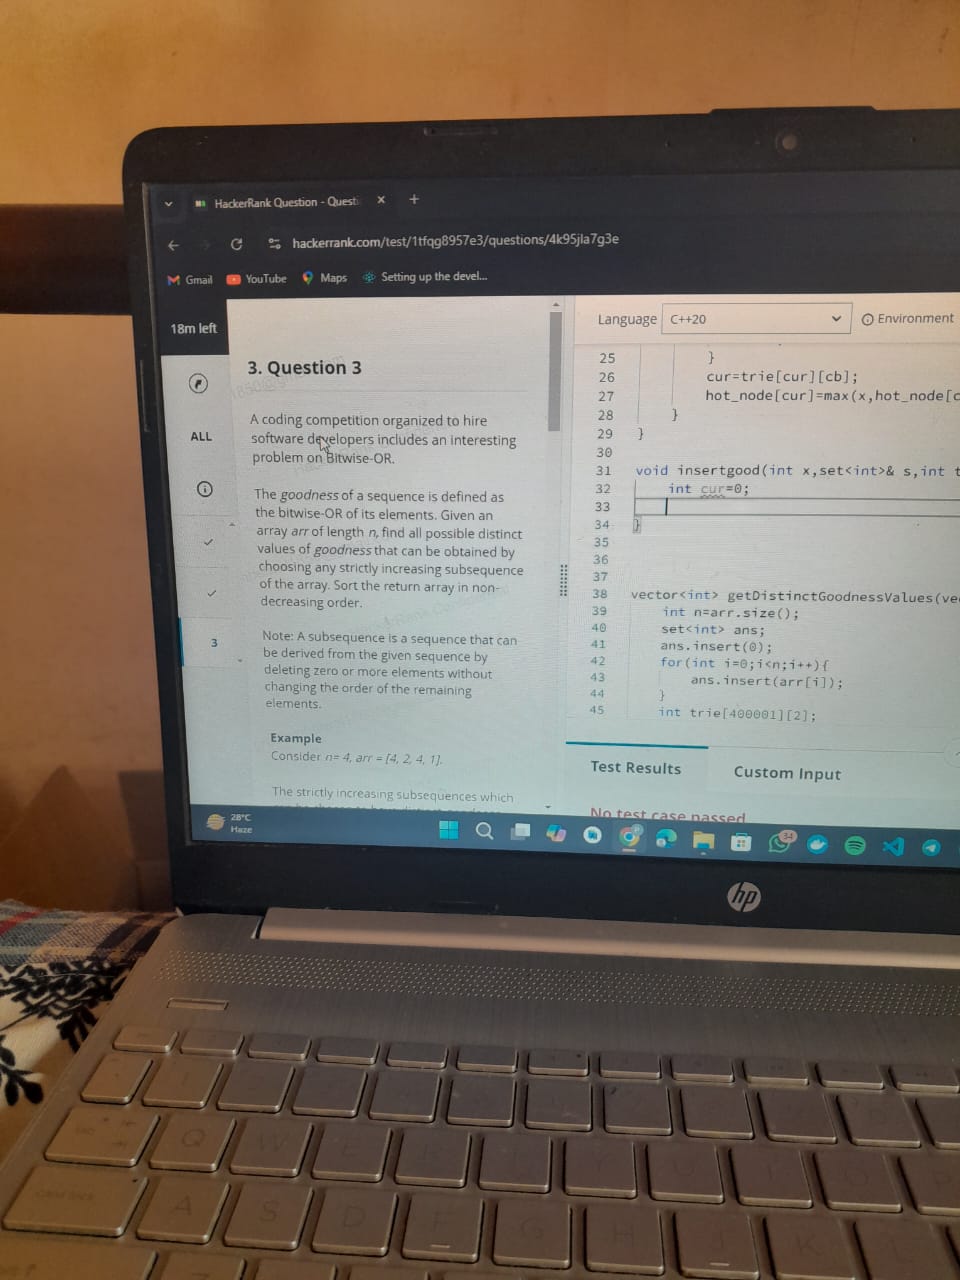 HackerRank Question - Quest
hackerrank.com/test/1tfqg8957e3/questions/4k95jla7g3e
Gmail YouTube Maps Setting up the devel...
18m left
ALL
3
3. Question 3
A coding competition organized to hire
software developers includes an interesting
problem on Bitwise-OR.
The goodness of a sequence is defined as
the bitwise-OR of its elements. Given an
array arr of length n, find all possible distinct
values of goodness that can be obtained by
choosing any strictly increasing subsequence
of the array. Sort the return array in non-
decreasing order.
Note: A subsequence is a sequence that can
be derived from the given sequence by
deleting zero or more elements without
changing the order of the remaining
elements.
Example
Consider n= 4, arr = [4, 2, 4, 1].
The strictly increasing subsequences which
Language C++20 Environment
25 }
26 cur=trie[cur][cb];
27 hot_node[cur]=max(x,hot_node[c
28 }
29 }
30
31 void insertgood(int x,set<int>& s,int t
32 int cur=0;
33
34 }
35
36
37
38 vector<int> getDistinctGoodnessValues(vec
39 int n=arr.size();
40 set<int> ans;
41 ans.insert(0);
42 for(int i=0;i<n;i++){
43 ans.insert(arr[i]);
44 }
45 int trie[400001][2];
Test Results Custom Input
No test case passed
28°C
Haze
34
hp
Q W E
A S D F G H J K